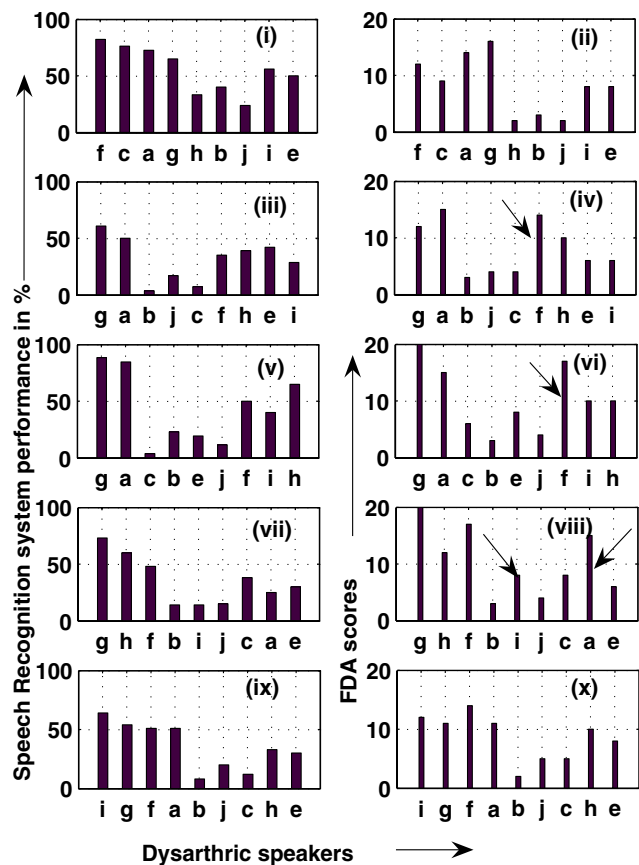 Speech Recognition system performance in %
100
50
0
(i)
f c a g h b j i e
20
10
0
(ii)
f c a g h b j i e
100
50
0
(iii)
g a b j c f h e i
20
10
0
(iv)
g a b j c f h e i
100
50
0
(v)
g a c b e j f i h
FDA scores
20
10
0
(vi)
g a c b e j f i h
100
50
0
(vii)
g h f b i j c a e
20
10
0
(viii)
g h f b i j c a e
100
50
0
(ix)
i g f a b j c h e
20
10
0
(x)
i g f a b j c h e
Dysarthric speakers